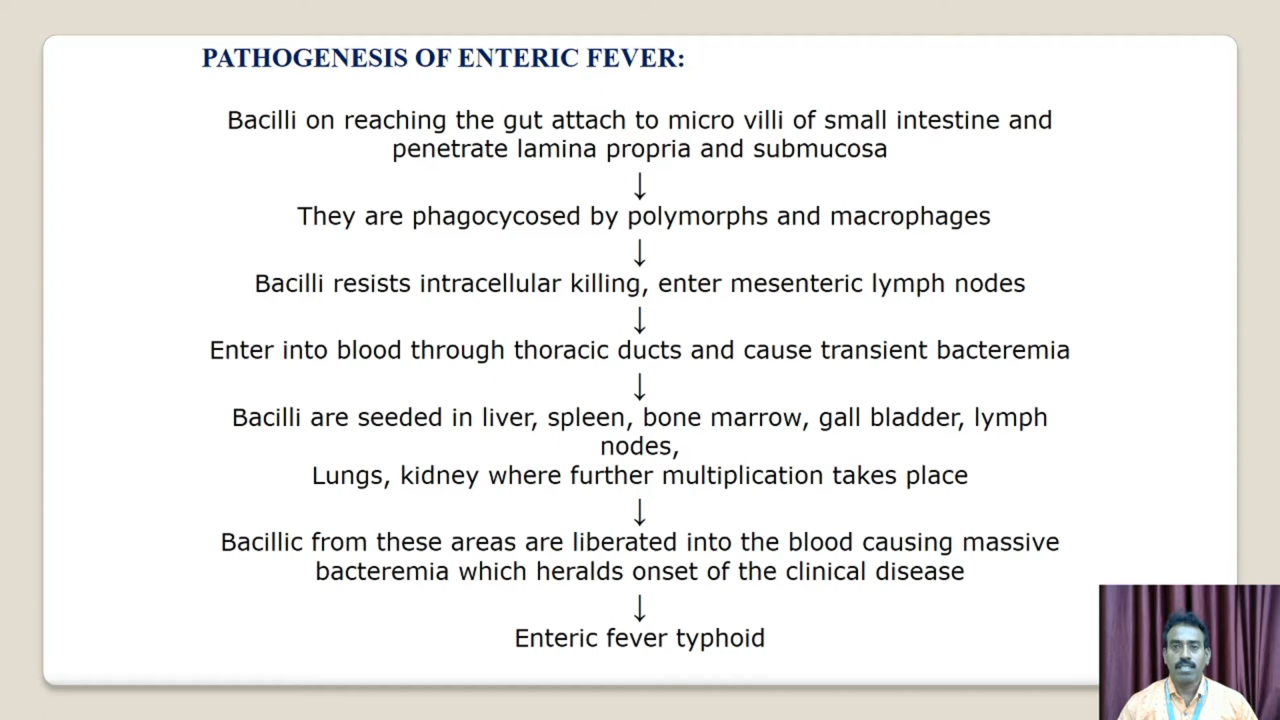 PATHOGENESIS OF ENTERIC FEVER:
Bacilli on reaching the gut attach to micro villi of small intestine and
penetrate lamina propria and submucosa
↓
They are phagocycosed by polymorphs and macrophages
↓
Bacilli resists intracellular killing, enter mesenteric lymph nodes
↓
Enter into blood through thoracic ducts and cause transient bacteremia
↓
Bacilli are seeded in liver, spleen, bone marrow, gall bladder, lymph
nodes,
Lungs, kidney where further multiplication takes place
↓
Bacillic from these areas are liberated into the blood causing massive
bacteremia which heralds onset of the clinical disease
↓
Enteric fever typhoid